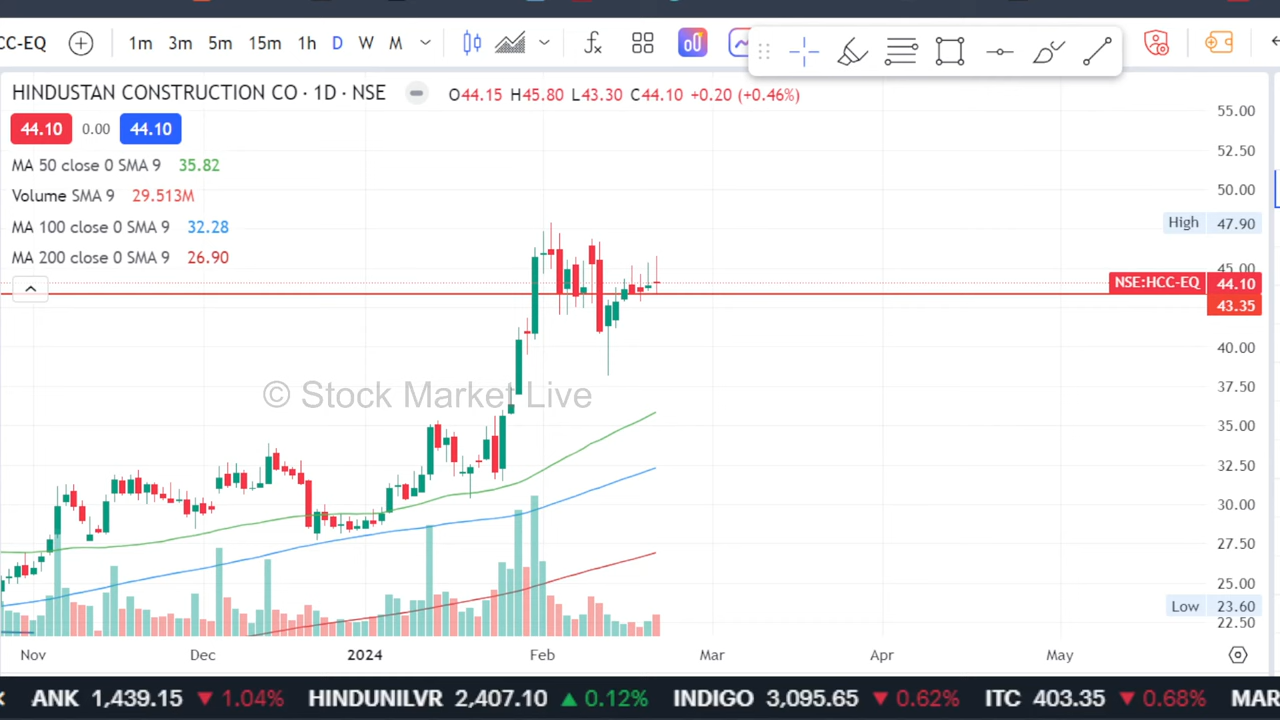 CC-EQ 1m 3m 5m 15m 1h D W M
HINDUSTAN CONSTRUCTION CO · 1D · NSE O44.15 H45.80 L43.30 C44.10 +0.20 (+0.46%)
44.10 0.00 44.10
MA 50 close 0 SMA 9 35.82
Volume SMA 9 29.513M
MA 100 close 0 SMA 9 32.28
MA 200 close 0 SMA 9 26.90
55.00
52.50
50.00
High 47.90
45.00
NSE:HCC-EQ 44.10
43.35
40.00
37.50
35.00
32.50
30.00
27.50
25.00
Low 23.60
22.50
© Stock Market Live
Nov Dec 2024 Feb Mar Apr May
ANK 1,439.15 ▼ 1.04% HINDUNILVR 2,407.10 ▲ 0.12% INDIGO 3,095.65 ▼ 0.62% ITC 403.35 ▼ 0.68% MAR